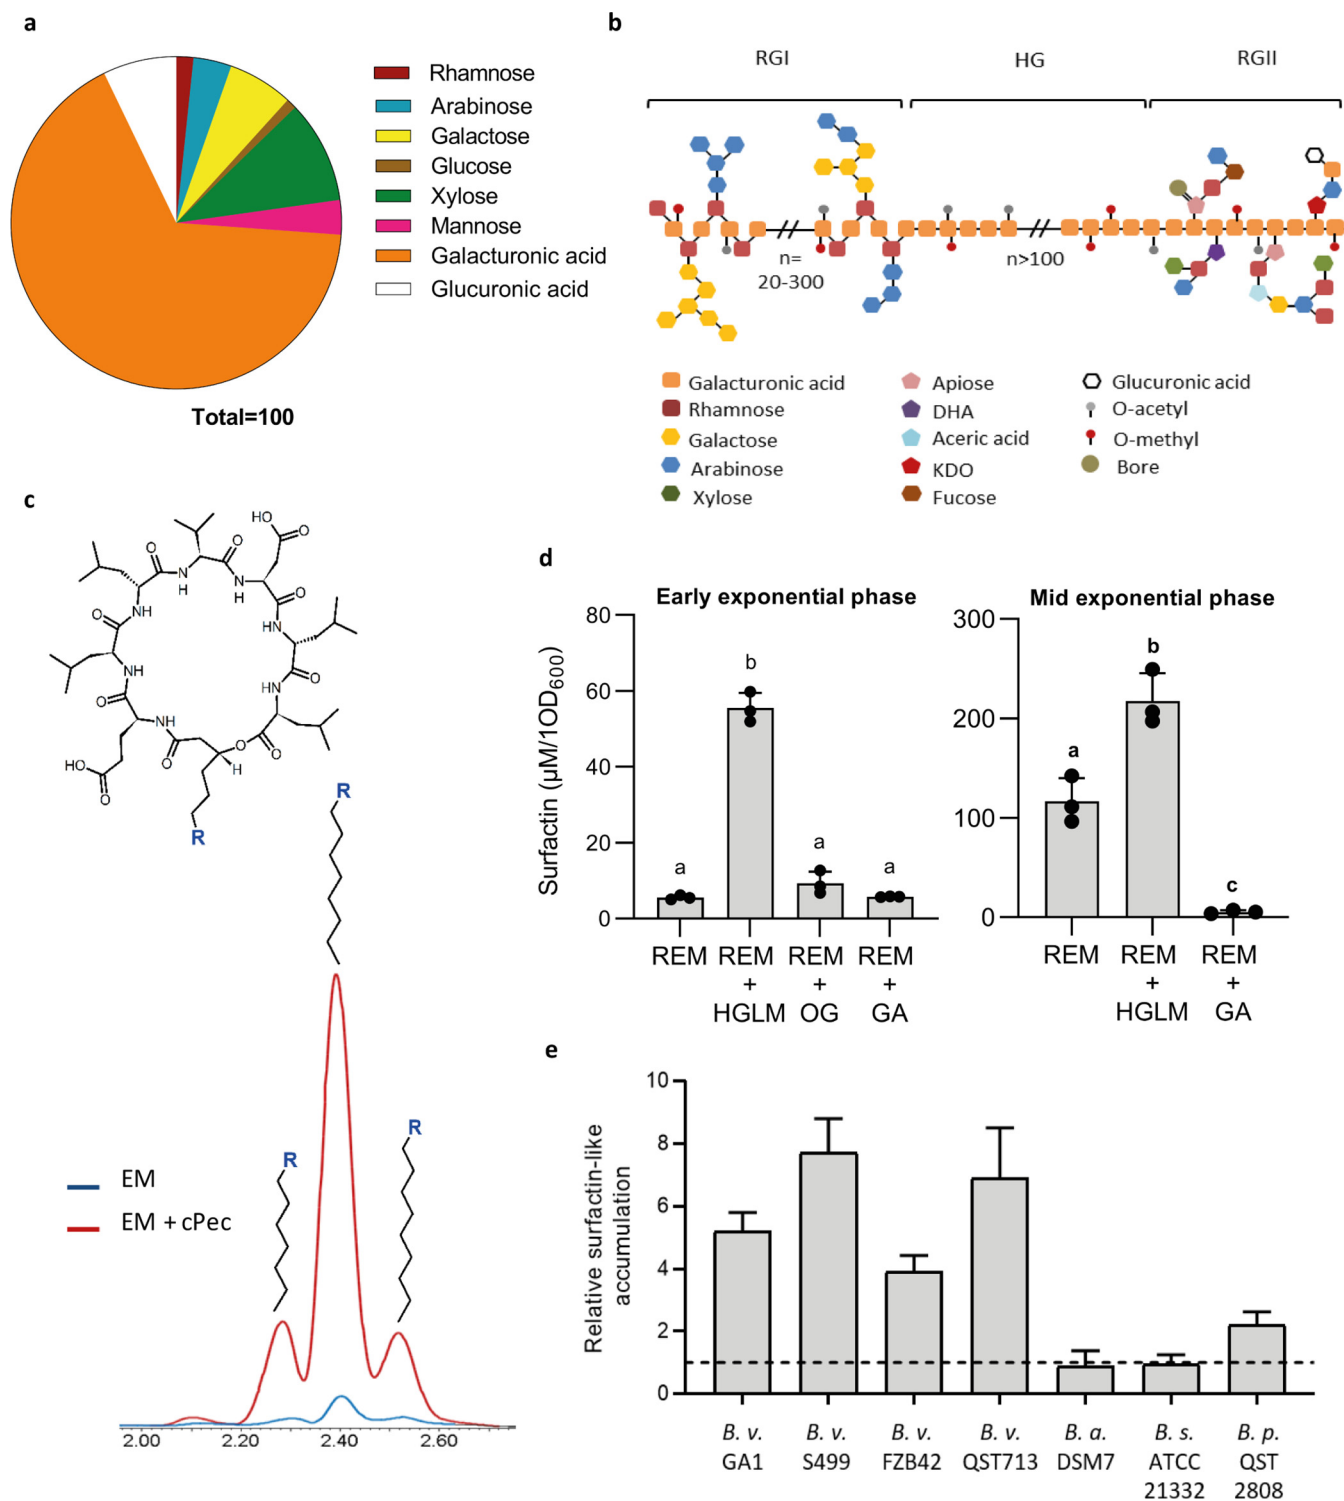 a
Rhamnose
Arabinose
Galactose
Glucose
Xylose
Mannose
Galacturonic acid
Glucuronic acid
Total=100
b
RGI
HG
RGII
n=
20-300
n>100
Galacturonic acid
Rhamnose
Galactose
Arabinose
Xylose
Apiose
DHA
Aceric acid
KDO
Fucose
Glucuronic acid
O-acetyl
O-methyl
Bore
c
HO
O
O
O
N
H
N
H
O
O
NH
HN
O
O
NH
HN
O
O
NH
O
O
O
H
HO
O
R
R
R
R
EM
EM + cPec
2.00
2.20
2.40
2.60
d
Early exponential phase
Surfactin (µM/1OD600)
80
60
40
20
0
a
b
a
a
REM
REM
+
HGLM
REM
+
OG
REM
+
GA
Mid exponential phase
300
200
100
0
a
b
c
REM
REM
+
HGLM
REM
+
GA
e
Relative surfactin-like
accumulation
10
8
6
4
2
0
B. v.
GA1
B. v.
S499
B. v.
FZB42
B. v.
QST713
B. a.
DSM7
B. s.
ATCC
21332
B. p.
QST
2808